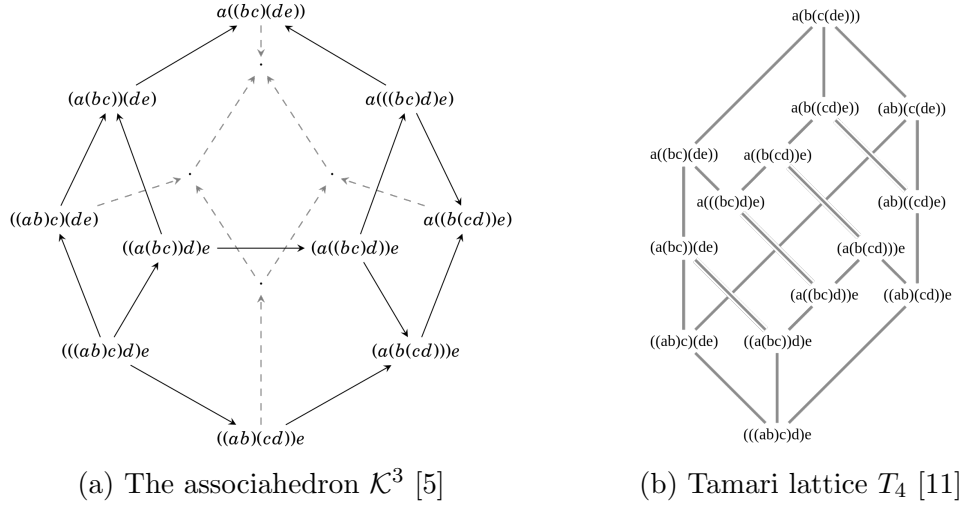 a((bc)(de))
(a(bc))(de)
a(((bc)d)e)
((ab)c)(de)
a((b(cd))e)
((a(bc))d)e
(a((bc)d))e
(((ab)c)d)e
(a(b(cd)))e
((ab)(cd))e
(a) The associahedron 𝒦³ [5]
a(b(c(de)))
a(b((cd)e))
(ab)(c(de))
a((bc)(de))
a((b(cd))e)
a(((bc)d)e)
(ab)((cd)e)
(a(bc))(de)
(a(b(cd)))e
(a((bc)d))e
((ab)(cd))e
((ab)c)(de)
((a(bc))d)e
(((ab)c)d)e
(b) Tamari lattice T₄ [11]